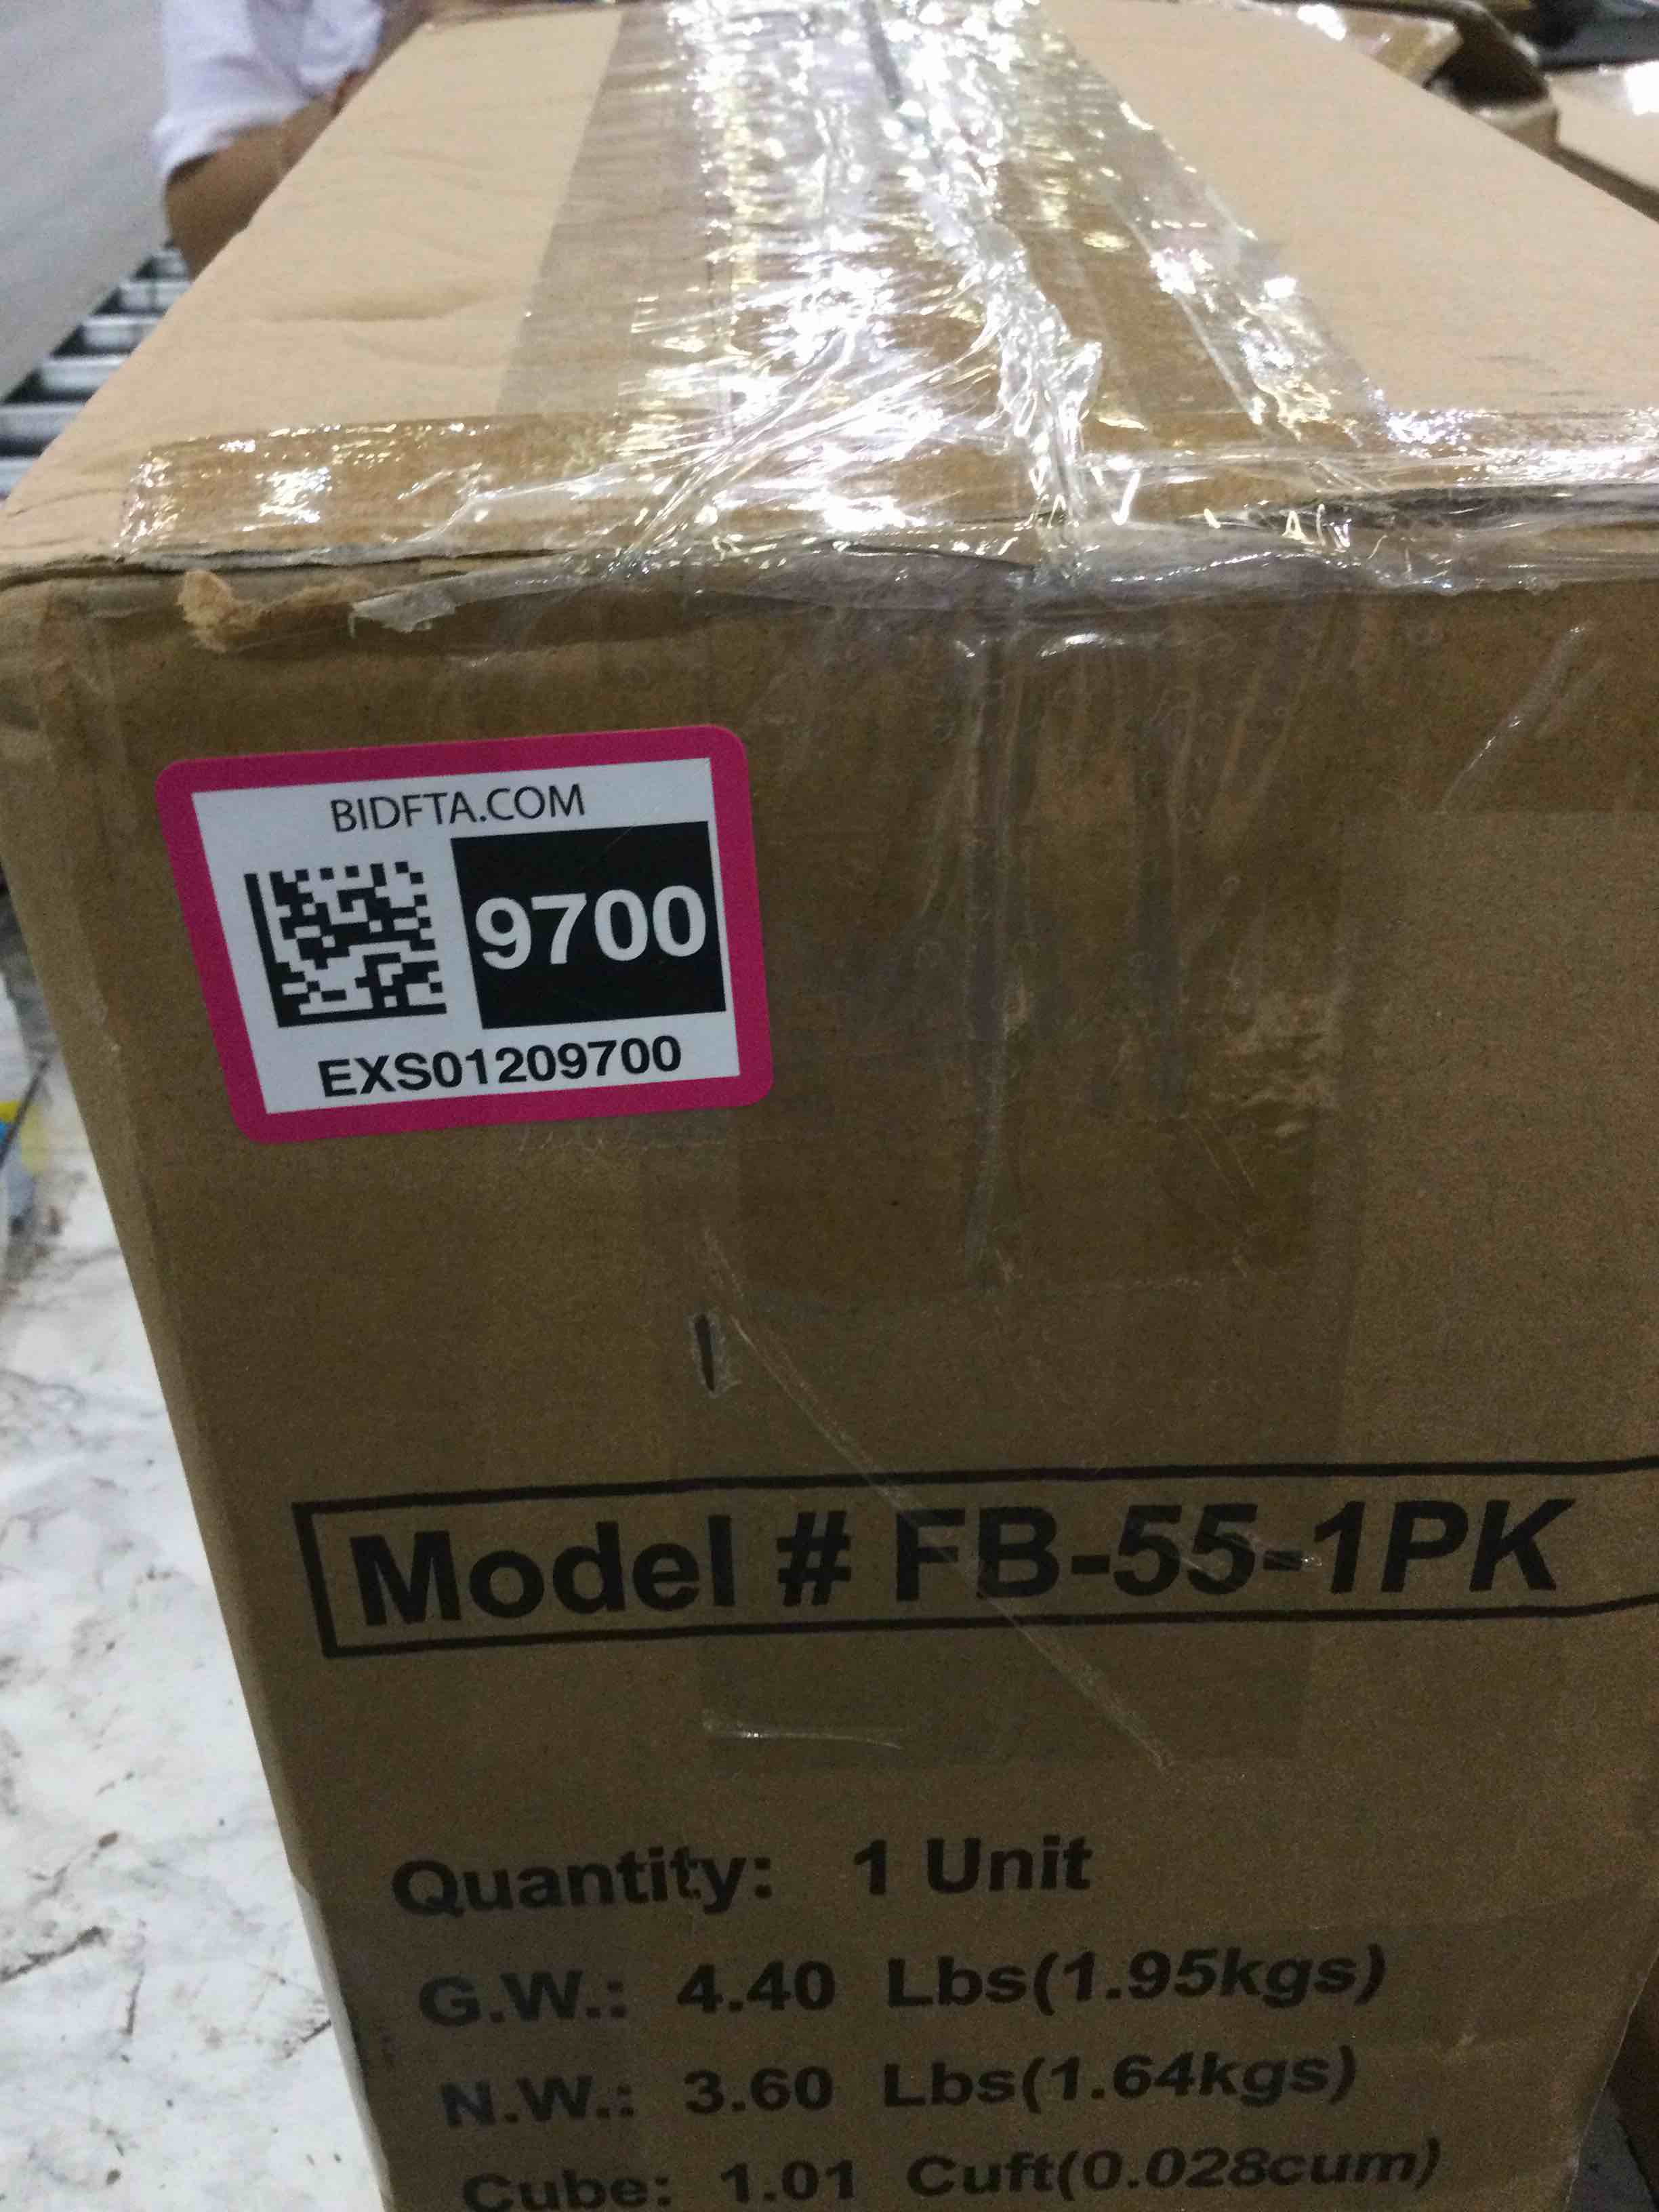 BIDFTA.COM
9700
EXS01209700
Model # FB-55-1PK
Quantity: 1 Unit
G.W.: 4.40 Lbs(1.95kgs)
N.W.: 3.60 Lbs(1.64kgs)
Cube: 1.01 Cuft(0.028cum)